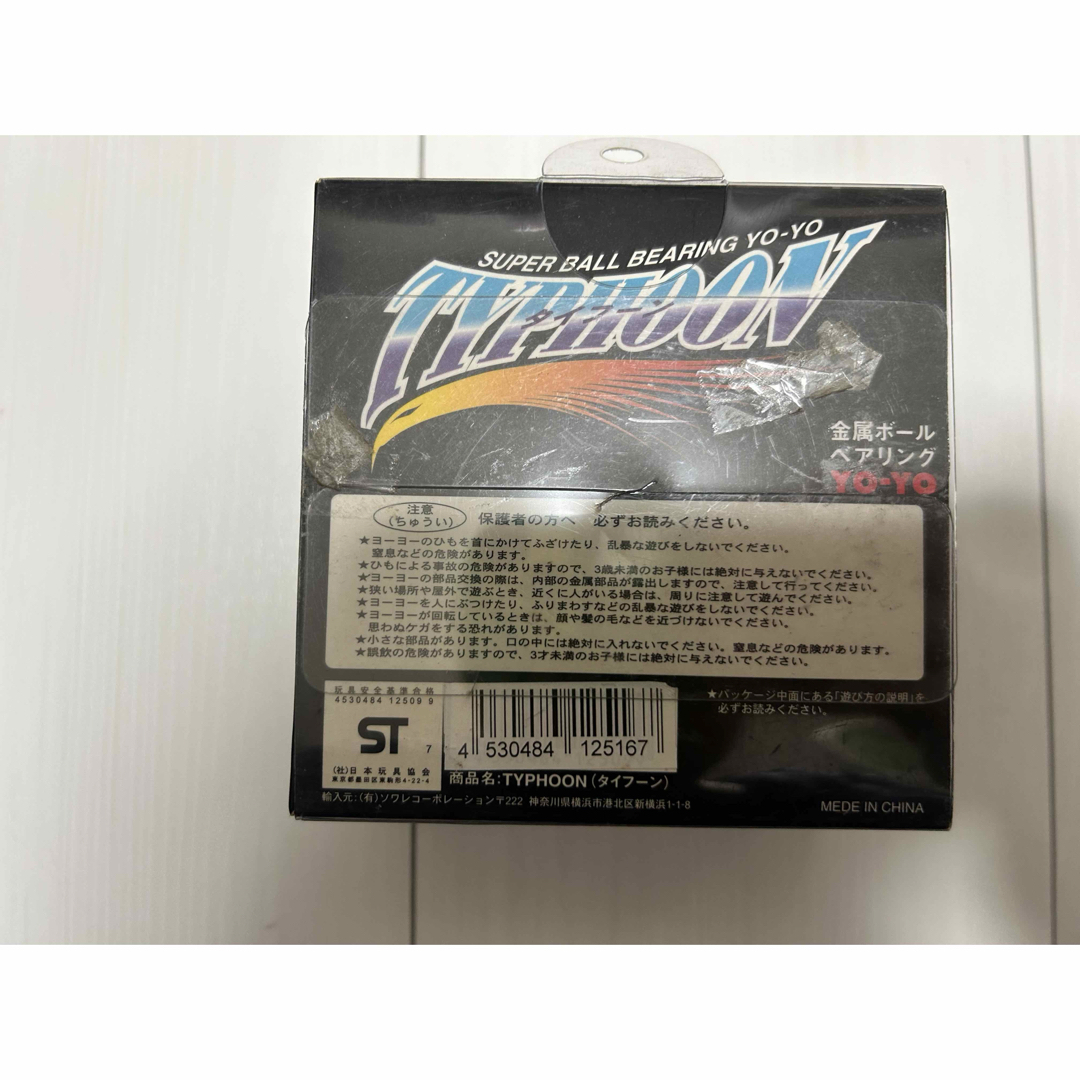 SUPER BALL BEARING YO-YO
TYPHOON
タイフーン
金属ボール
ベアリング
YO-YO
注意
(ちゅうい)
保護者の方へ 必ずお読みください。
★ヨーヨーのひもを首にかけてふざけたり、乱暴な遊びをしないでください。
窒息などの危険があります。
★ひもによる事故の危険がありますので、3歳未満のお子様には絶対に与えないでください。
★ヨーヨーの部品交換の際は、内部の金属部品が露出しますので、注意して行ってください。
★狭い場所や屋外で遊ぶとき、近くに人がいる場合は、周りに注意して遊んでください。
★ヨーヨーを人にぶつけたり、ふりまわすなどの乱暴な遊びをしないでください。
★ヨーヨーが回転しているときは、顔や髪の毛などを近づけないでください。
思わぬケガをする恐れがあります。
★小さな部品があります。口の中には絶対に入れないでください。窒息などの危険があります。
★誤飲の危険がありますので、3才未満のお子様には絶対に与えないでください。
玩具安全基準合格
4530484 12509 9
ST 7
(社)日本玩具協会
東京都墨田区東駒形4-22-4
4 530484 125167
★パッケージ中面にある「遊び方の説明」を
必ずお読みください。
商品名:TYPHOON(タイフーン)
輸入元:(有)ソワレコーポレーション〒222 神奈川県横浜市港北区新横浜1-1-8
MEDE IN CHINA